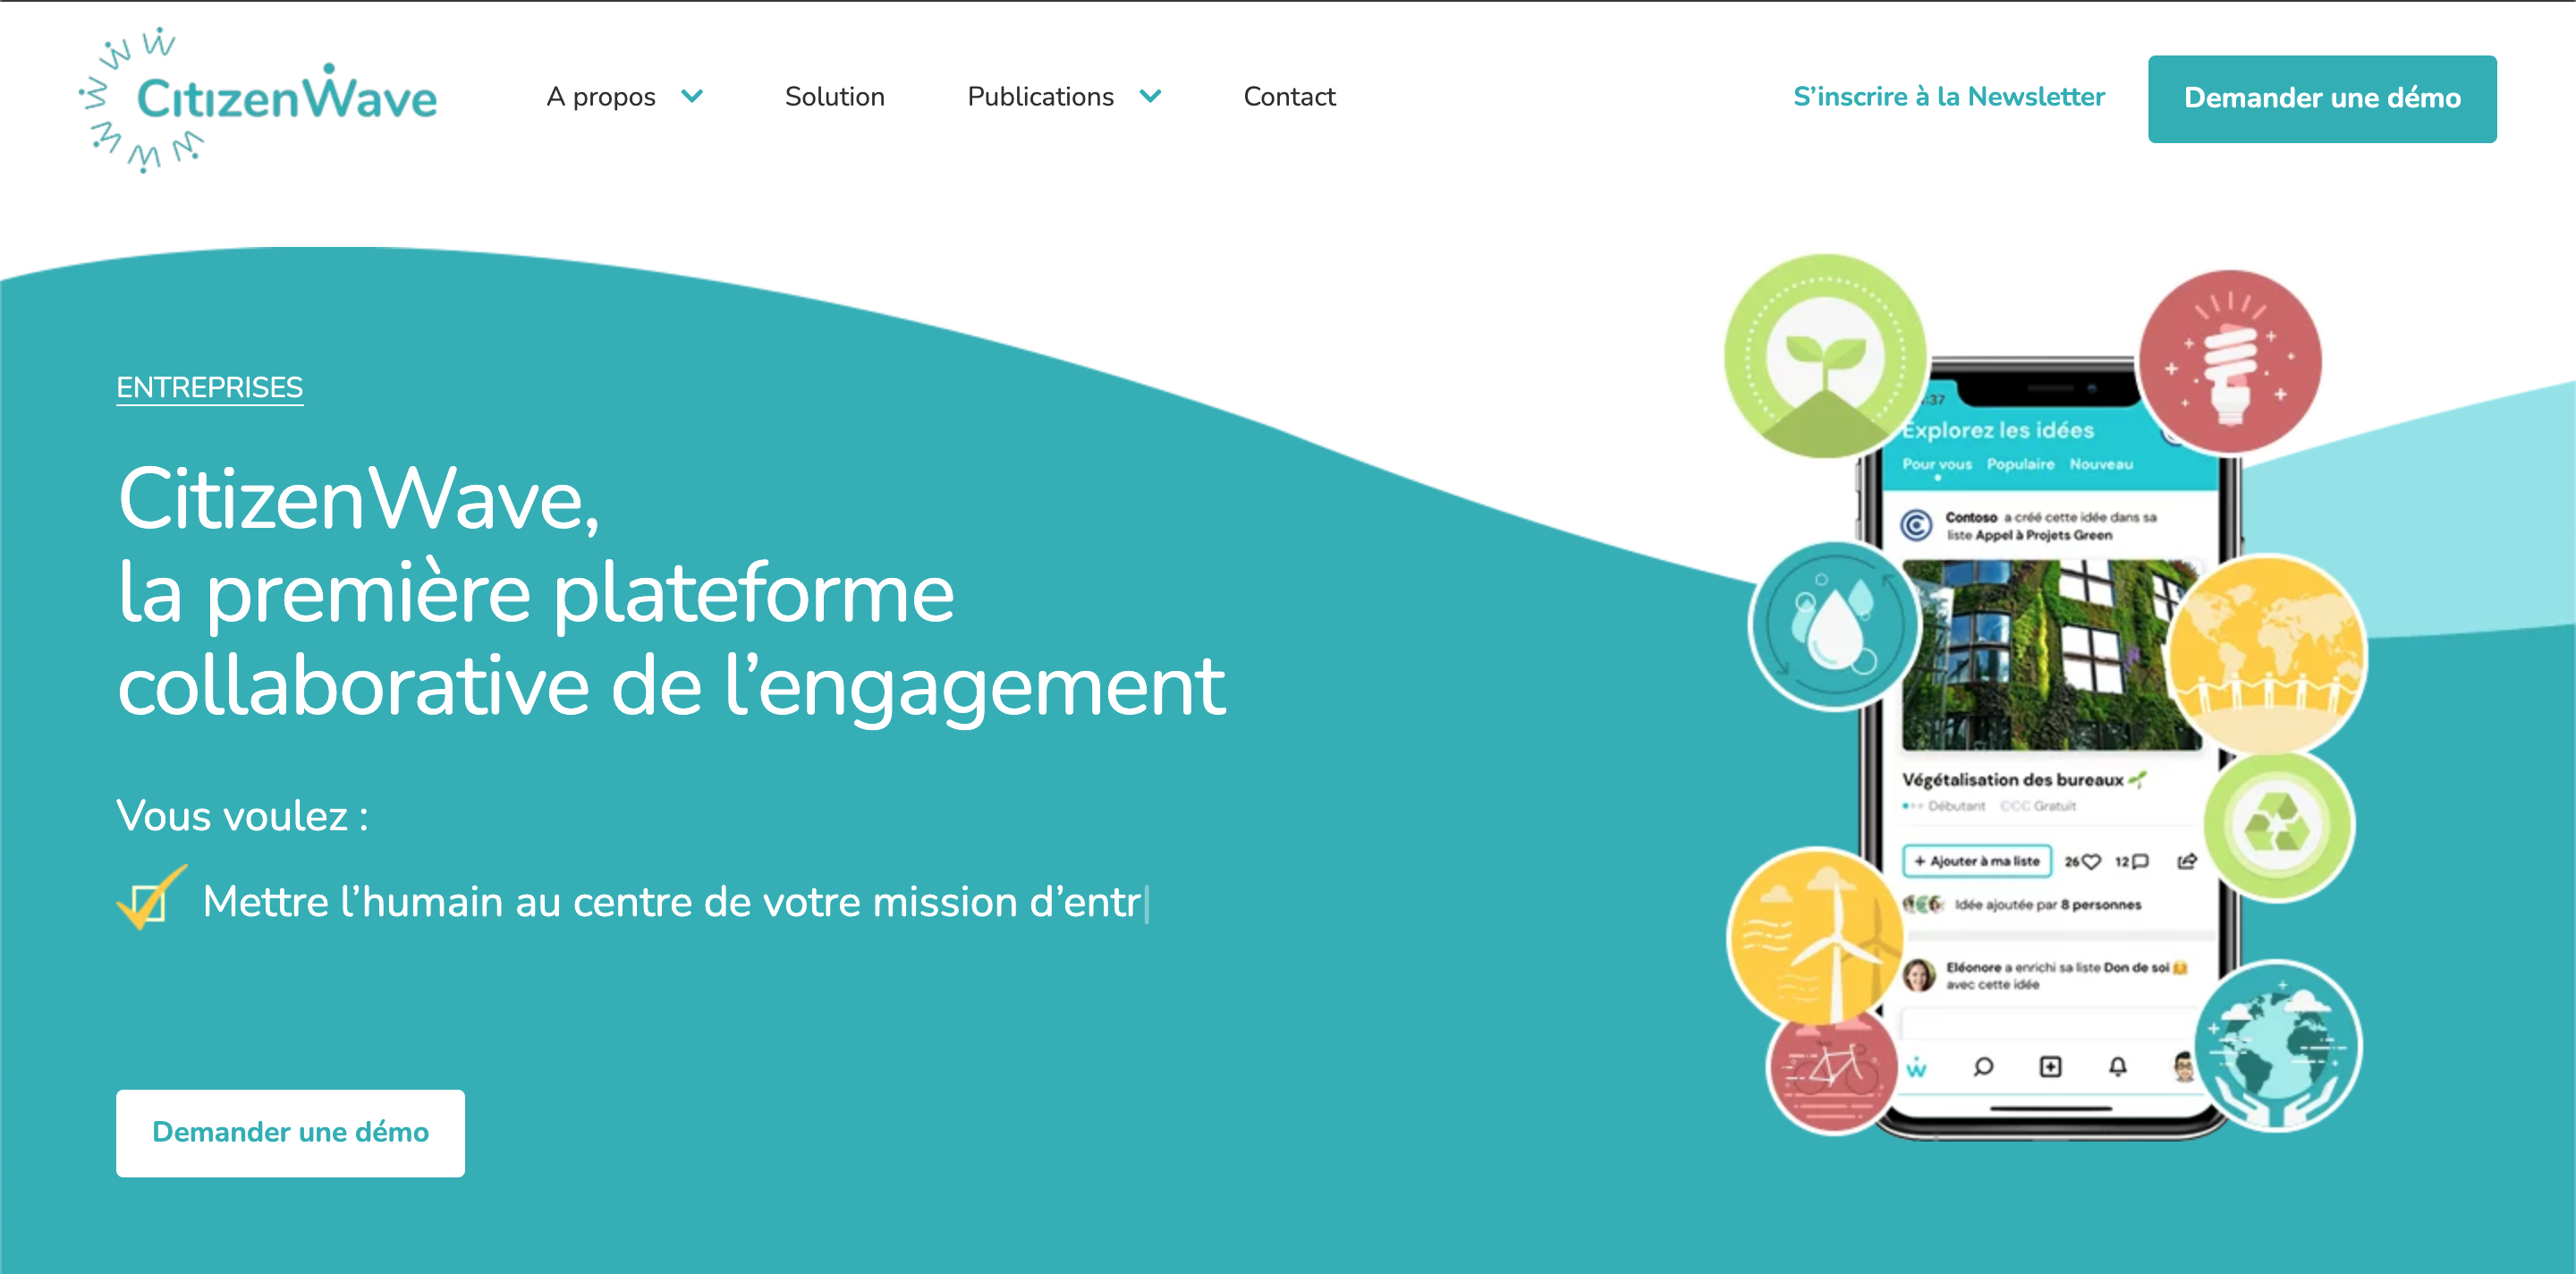 CitizenWave
A propos
Solution
Publications
Contact
S’inscrire à la Newsletter
Demander une démo
ENTREPRISES
CitizenWave,
la première plateforme
collaborative de l’engagement
Vous voulez :
Mettre l’humain au centre de votre mission d’entr
Demander une démo
:37
Explorez les idées
Pour vous Populaire Nouveau
Contoso a créé cette idée dans sa
liste Appel à Projets Green
Végétalisation des bureaux
Débutant CCC Gratuit
+ Ajouter à ma liste 26 12
Idée ajoutée par 8 personnes
Eléonore a enrichi sa liste Don de soi
avec cette idée